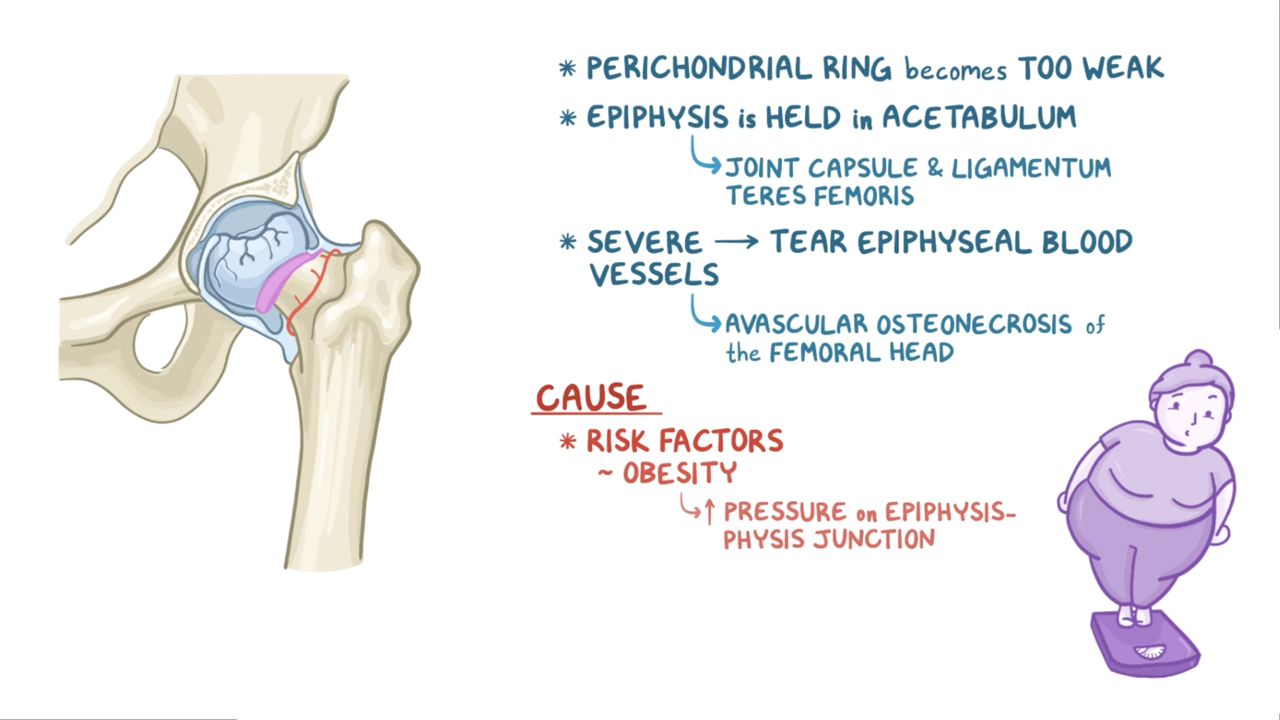 * PERICHONDRIAL RING becomes TOO WEAK
* EPIPHYSIS is HELD in ACETABULUM
JOINT CAPSULE & LIGAMENTUM
TERES FEMORIS
* SEVERE → TEAR EPIPHYSEAL BLOOD
VESSELS
AVASCULAR OSTEONECROSIS of
the FEMORAL HEAD
CAUSE
* RISK FACTORS
~ OBESITY
↑ PRESSURE on EPIPHYSIS-
PHYSIS JUNCTION